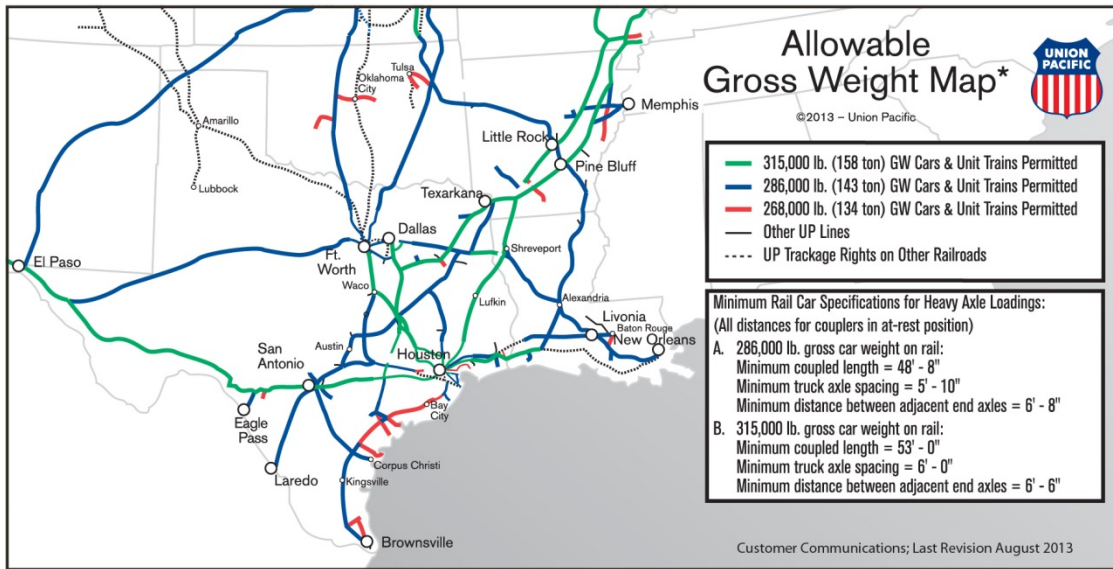 Allowable
Gross Weight Map*
©2013 – Union Pacific
UNION
PACIFIC
315,000 lb. (158 ton) GW Cars & Unit Trains Permitted
286,000 lb. (143 ton) GW Cars & Unit Trains Permitted
268,000 lb. (134 ton) GW Cars & Unit Trains Permitted
Other UP Lines
UP Trackage Rights on Other Railroads
Minimum Rail Car Specifications for Heavy Axle Loadings:
(All distances for couplers in at-rest position)
A. 286,000 lb. gross car weight on rail:
Minimum coupled length = 48' - 8"
Minimum truck axle spacing = 5' - 10"
Minimum distance between adjacent end axles = 6' - 8"
B. 315,000 lb. gross car weight on rail:
Minimum coupled length = 53' - 0"
Minimum truck axle spacing = 6' - 0"
Minimum distance between adjacent end axles = 6' - 6"
Customer Communications; Last Revision August 2013
Tulsa
Oklahoma
City
Memphis
Amarillo
Little Rock
Pine Bluff
Lubbock
Texarkana
Dallas
Ft.
Worth
Shreveport
El Paso
Waco
Lufkin
Alexandria
Livonia
Baton Rouge
New Orleans
Austin
Houston
San
Antonio
Bay
City
Eagle
Pass
Corpus Christi
Laredo
Kingsville
Brownsville